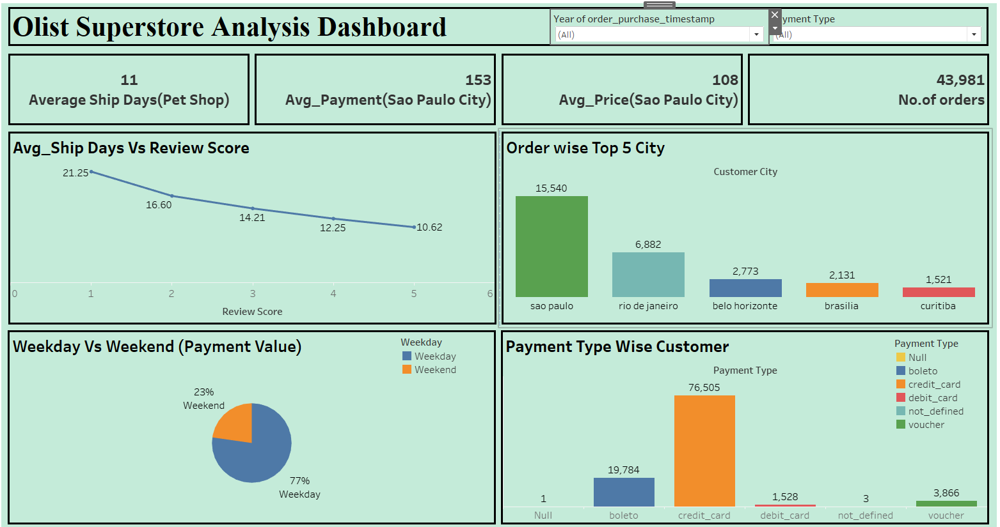 Olist Superstore Analysis Dashboard
Year of order_purchase_timestamp
(All)
yment Type
(All)
11
Average Ship Days(Pet Shop)
153
Avg_Payment(Sao Paulo City)
108
Avg_Price(Sao Paulo City)
43,981
No.of orders
Avg_Ship Days Vs Review Score
21.25
16.60
14.21
12.25
10.62
0 1 2 3 4 5 6
Review Score
Order wise Top 5 City
Customer City
15,540
6,882
2,773
2,131
1,521
sao paulo rio de janeiro belo horizonte brasilia curitiba
Weekday Vs Weekend (Payment Value)
Weekday
Weekday
Weekend
23%
Weekend
77%
Weekday
Payment Type Wise Customer
Payment Type
Null
boleto
credit_card
debit_card
not_defined
voucher
Payment Type
76,505
19,784
1
1,528
3
3,866
Null boleto credit_card debit_card not_defined voucher